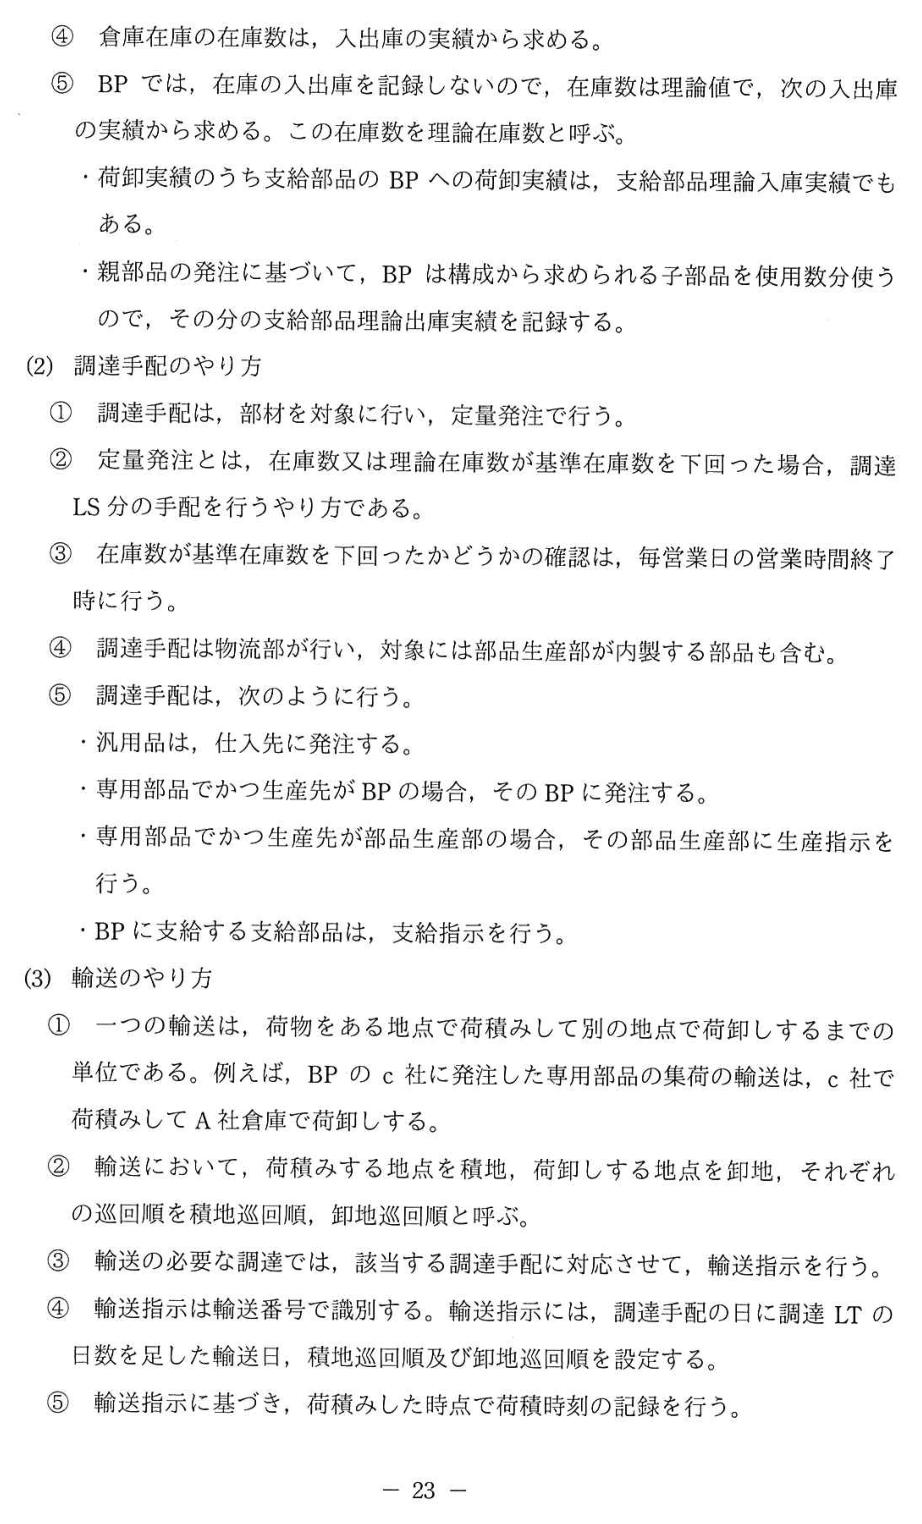 ④ 倉庫在庫の在庫数は，入出庫の実績から求める。
⑤ BP では，在庫の入出庫を記録しないので，在庫数は理論値で，次の入出庫
の実績から求める。この在庫数を理論在庫数と呼ぶ。
・荷卸実績のうち支給部品の BP への荷卸実績は，支給部品理論入庫実績でも
ある。
・親部品の発注に基づいて，BP は構成から求められる子部品を使用数分使う
ので，その分の支給部品理論出庫実績を記録する。
(2) 調達手配のやり方
① 調達手配は，部材を対象に行い，定量発注で行う。
② 定量発注とは，在庫数又は理論在庫数が基準在庫数を下回った場合，調達
LS 分の手配を行うやり方である。
③ 在庫数が基準在庫数を下回ったかどうかの確認は，毎営業日の営業時間終了
時に行う。
④ 調達手配は物流部が行い，対象には部品生産部が内製する部品も含む。
⑤ 調達手配は，次のように行う。
・汎用品は，仕入先に発注する。
・専用部品でかつ生産先が BP の場合，その BP に発注する。
・専用部品でかつ生産先が部品生産部の場合，その部品生産部に生産指示を
行う。
・BP に支給する支給部品は，支給指示を行う。
(3) 輸送のやり方
① 一つの輸送は，荷物をある地点で荷積みして別の地点で荷卸しするまでの
単位である。例えば，BP の c 社に発注した専用部品の集荷の輸送は，c 社で
荷積みして A 社倉庫で荷卸しする。
② 輸送において，荷積みする地点を積地，荷卸しする地点を卸地，それぞれ
の巡回順を積地巡回順，卸地巡回順と呼ぶ。
③ 輸送の必要な調達では，該当する調達手配に対応させて，輸送指示を行う。
④ 輸送指示は輸送番号で識別する。輸送指示には，調達手配の日に調達 LT の
日数を足した輸送日，積地巡回順及び卸地巡回順を設定する。
⑤ 輸送指示に基づき，荷積みした時点で荷積時刻の記録を行う。
－ 23 －